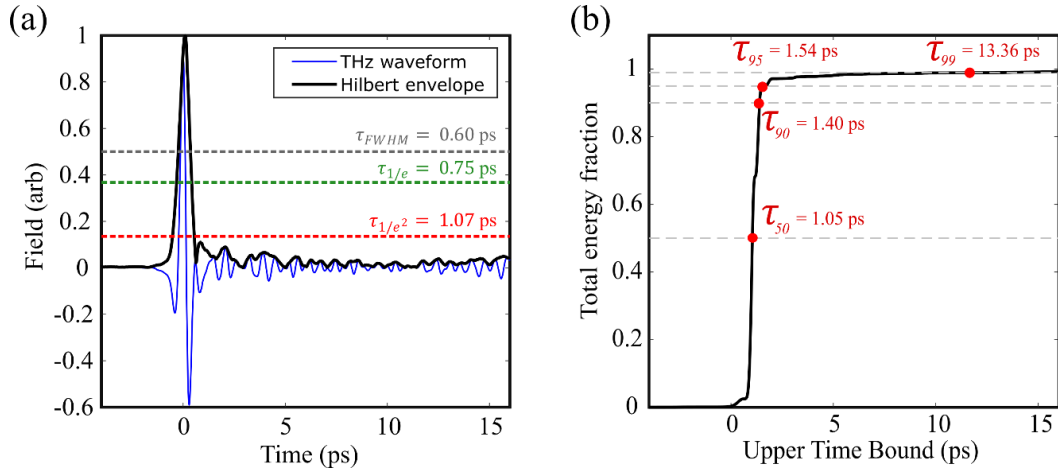 (a)
1
0.8
0.6
0.4
0.2
0
-0.2
-0.4
-0.6
Field (arb)
THz waveform
Hilbert envelope
τFWHM = 0.60 ps
τ1/e = 0.75 ps
τ1/e² = 1.07 ps
0 5 10 15
Time (ps)
(b)
1
0.8
0.6
0.4
0.2
0
Total energy fraction
τ95 = 1.54 ps
τ99 = 13.36 ps
τ90 = 1.40 ps
τ50 = 1.05 ps
0 5 10 15
Upper Time Bound (ps)